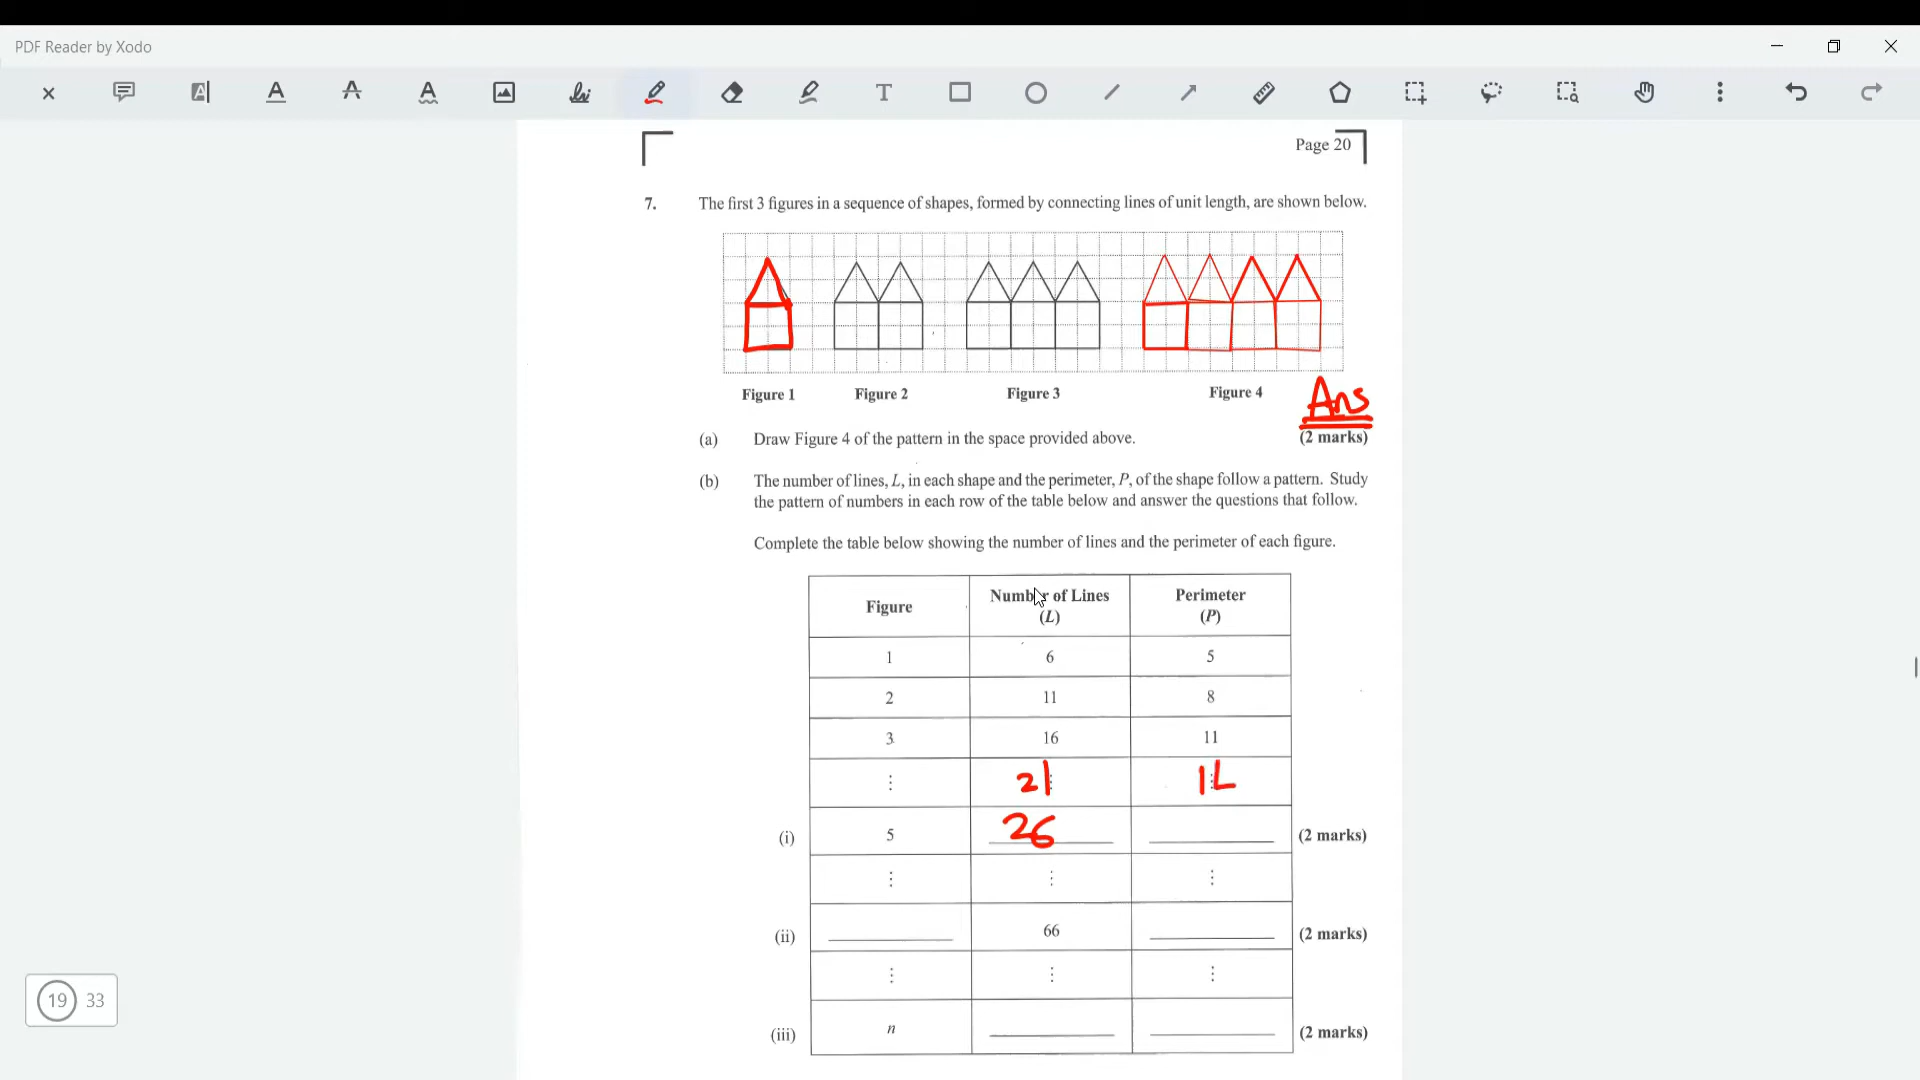 PDF Reader by Xodo
Page 20
7. The first 3 figures in a sequence of shapes, formed by connecting lines of unit length, are shown below.
Figure 1 Figure 2 Figure 3 Figure 4
Ans
(a) Draw Figure 4 of the pattern in the space provided above. (2 marks)
(b) The number of lines, L, in each shape and the perimeter, P, of the shape follow a pattern. Study
the pattern of numbers in each row of the table below and answer the questions that follow.
Complete the table below showing the number of lines and the perimeter of each figure.
Figure Number of Lines (L) Perimeter (P)
1 6 5
2 11 8
3 16 11
⋮ 21 1L
(i) 5 26 (2 marks)
⋮ ⋮ ⋮
(ii) 66 (2 marks)
⋮ ⋮ ⋮
(iii) n (2 marks)
19 33